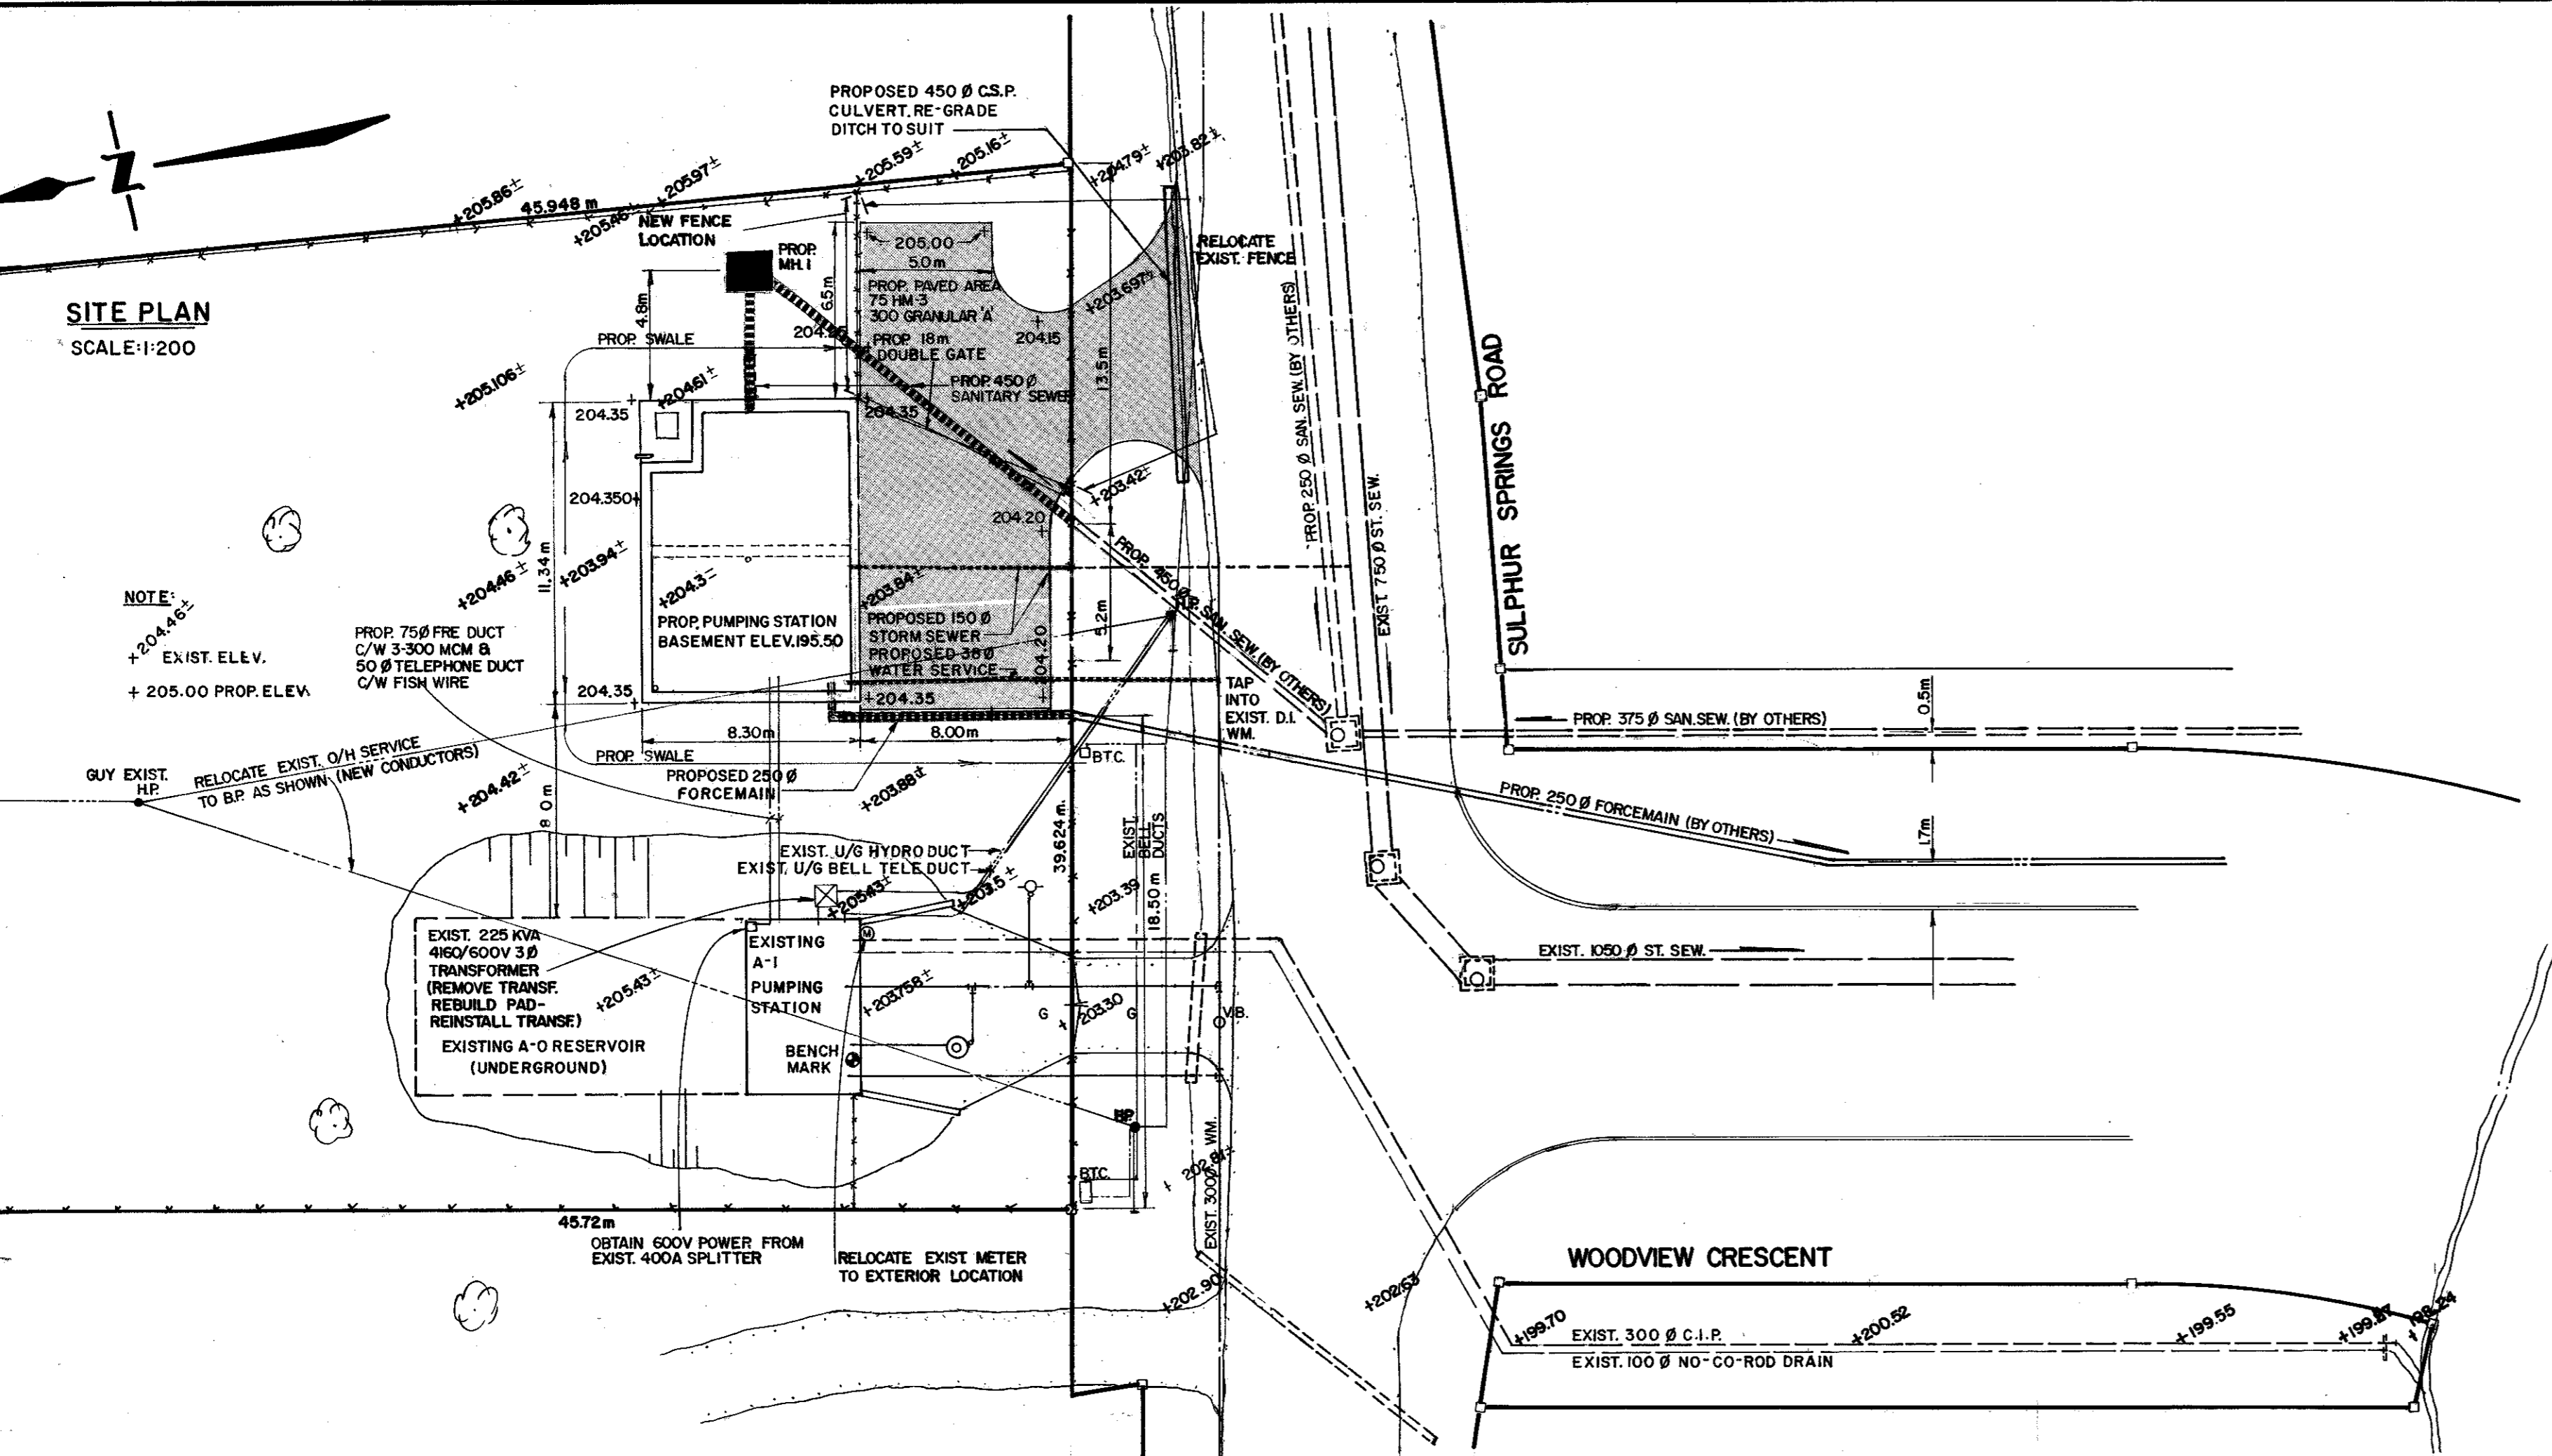 PROPOSED 450 Ø C.S.P.
CULVERT. RE-GRADE
DITCH TO SUIT
Z
+205.86±
45.948 m
+205.46±
+205.97±
+205.59±
+205.16±
+204.79±
+203.82±
NEW FENCE
LOCATION
PROP.
MH. 1
205.00
5.0m
6.5m
4.8m
PROP. PAVED AREA
75 HM-3
300 GRANULAR 'A'
+203.697±
RELOCATE
EXIST. FENCE
SITE PLAN
SCALE:1:200
PROP. SWALE
PROP. 18m
DOUBLE GATE
204.15
13.5m
+205.106±
+204.61±
PROP. 450 Ø
SANITARY SEWER
204.35
204.35
PROP. 250 Ø SAN. SEW. (BY OTHERS)
EXIST. 750 Ø ST. SEW.
SULPHUR SPRINGS ROAD
204.350+
+203.42±
204.20
11.34m
+204.46±
+203.94±
+204.3±
+203.84±
PROP. 450 Ø SAN. SEW. (BY OTHERS)
H.P.
NOTE:
+204.46±
+ EXIST. ELEV.
+ 205.00 PROP. ELEV.
PROP. 75Ø FRE DUCT
C/W 3-300 MCM &
50 Ø TELEPHONE DUCT
C/W FISH WIRE
PROP. PUMPING STATION
BASEMENT ELEV.195.50
PROPOSED 150 Ø
STORM SEWER
PROPOSED 38 Ø
WATER SERVICE
204.20
5.2m
204.35
+204.35
TAP
INTO
EXIST. D.I.
WM.
8.30m
8.00m
PROP. 375 Ø SAN. SEW. (BY OTHERS)
0.5m
GUY EXIST.
H.P.
RELOCATE EXIST. O/H SERVICE
TO B.P. AS SHOWN (NEW CONDUCTORS)
PROP. SWALE
PROPOSED 250 Ø
FORCEMAIN
B.T.C.
+204.42±
8.0m
+203.88±
PROP. 250 Ø FORCEMAIN (BY OTHERS)
1.7m
39.624 m.
EXIST.
BELL
DUCTS
EXIST. U/G HYDRO DUCT
EXIST. U/G BELL TELE DUCT
+205.43±
+203.5±
+203.39
18.50 m
EXIST. 225 KVA
4160/600V 3Ø
TRANSFORMER
(REMOVE TRANSF.
REBUILD PAD-
REINSTALL TRANSF.)
EXISTING A-O RESERVOIR
(UNDERGROUND)
+205.43±
M
EXISTING
A-1
PUMPING
STATION
+203.758±
G
203.30
G
V.B.
BENCH
MARK
EXIST. 1050 Ø ST. SEW.
B.T.C.
202.81±
EXIST. 300Ø WM.
45.72m
OBTAIN 600V POWER FROM
EXIST. 400A SPLITTER
RELOCATE EXIST METER
TO EXTERIOR LOCATION
+202.90
+202.63
WOODVIEW CRESCENT
+199.70
EXIST. 300 Ø C.I.P.
EXIST. 100 Ø NO-CO-ROD DRAIN
+200.52
+199.55